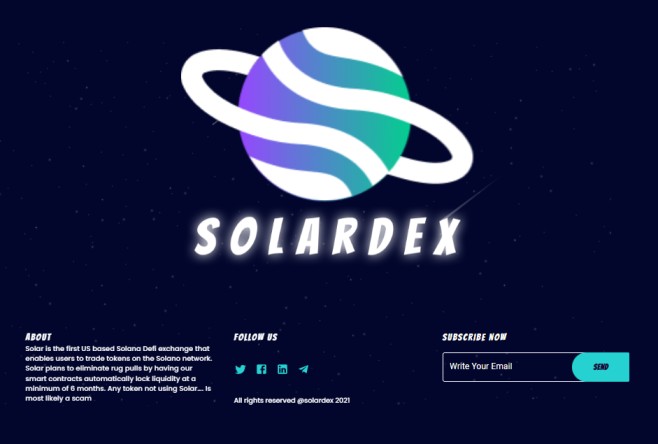 SOLARDEX
ABOUT
Solar is the first US based Solana Defi exchange that
enables users to trade tokens on the Solano network.
Solar plans to eliminate rug pulls by having our
smart contracts automatically lock liquidity at a
minimum of 6 months. Any token not using Solar.... Is
most likely a scam
FOLLOW US
All rights reserved @solardex 2021
SUBSCRIBE NOW
Write Your Email
SEND